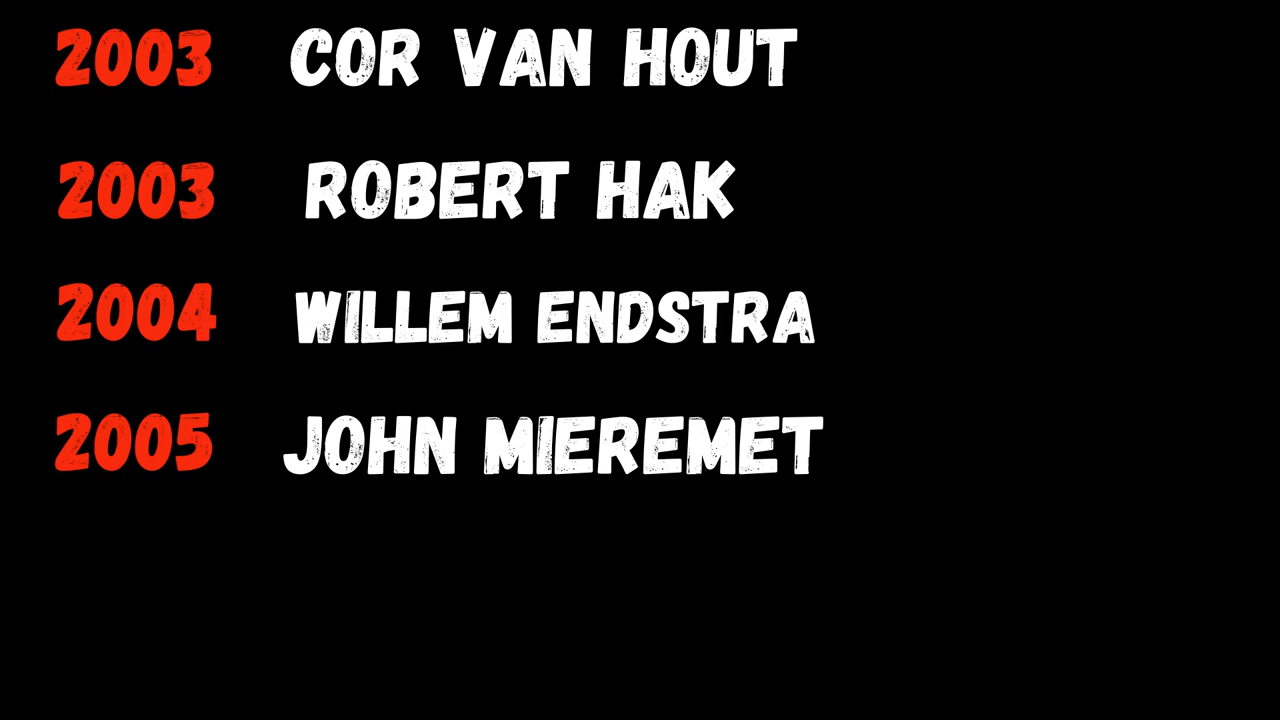 2003 COR VAN HOUT
2003 ROBERT HAK
2004 WILLEM ENDSTRA
2005 JOHN MIEREMET